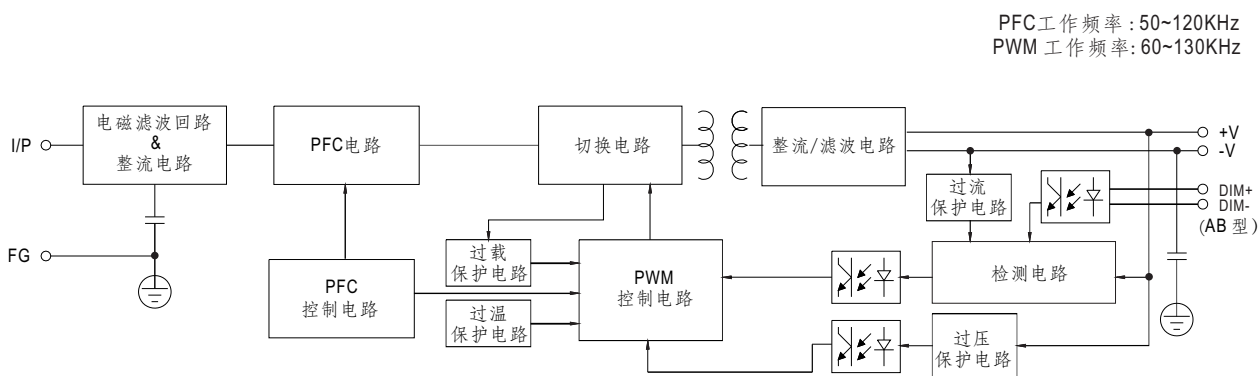 PFC工作频率：50~120KHz
PWM 工作频率：60~130KHz
电磁滤波回路
&
整流电路
I/P
PFC电路
切换电路
整流/滤波电路
+V
-V
过流
保护电路
DIM+
DIM-
(AB 型)
FG
过载
保护电路
PFC
控制电路
PWM
控制电路
检测电路
过温
保护电路
过压
保护电路